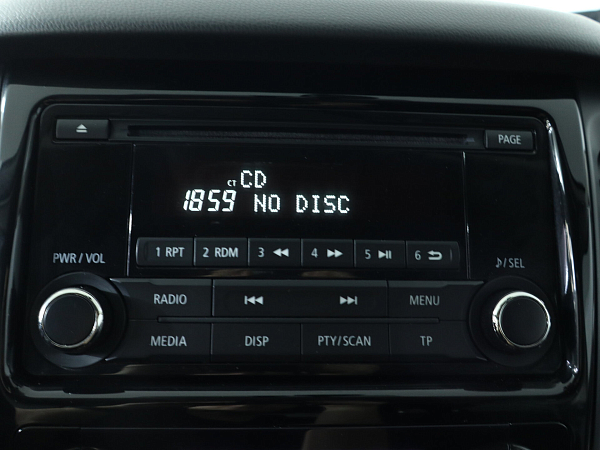 PAGE
CT CD
1859 NO DISC
1 RPT 2 RDM 3 ◀◀ 4 ▶▶ 5 ▶II 6
PWR / VOL
♪/SEL
RADIO MENU
MEDIA DISP PTY/SCAN TP